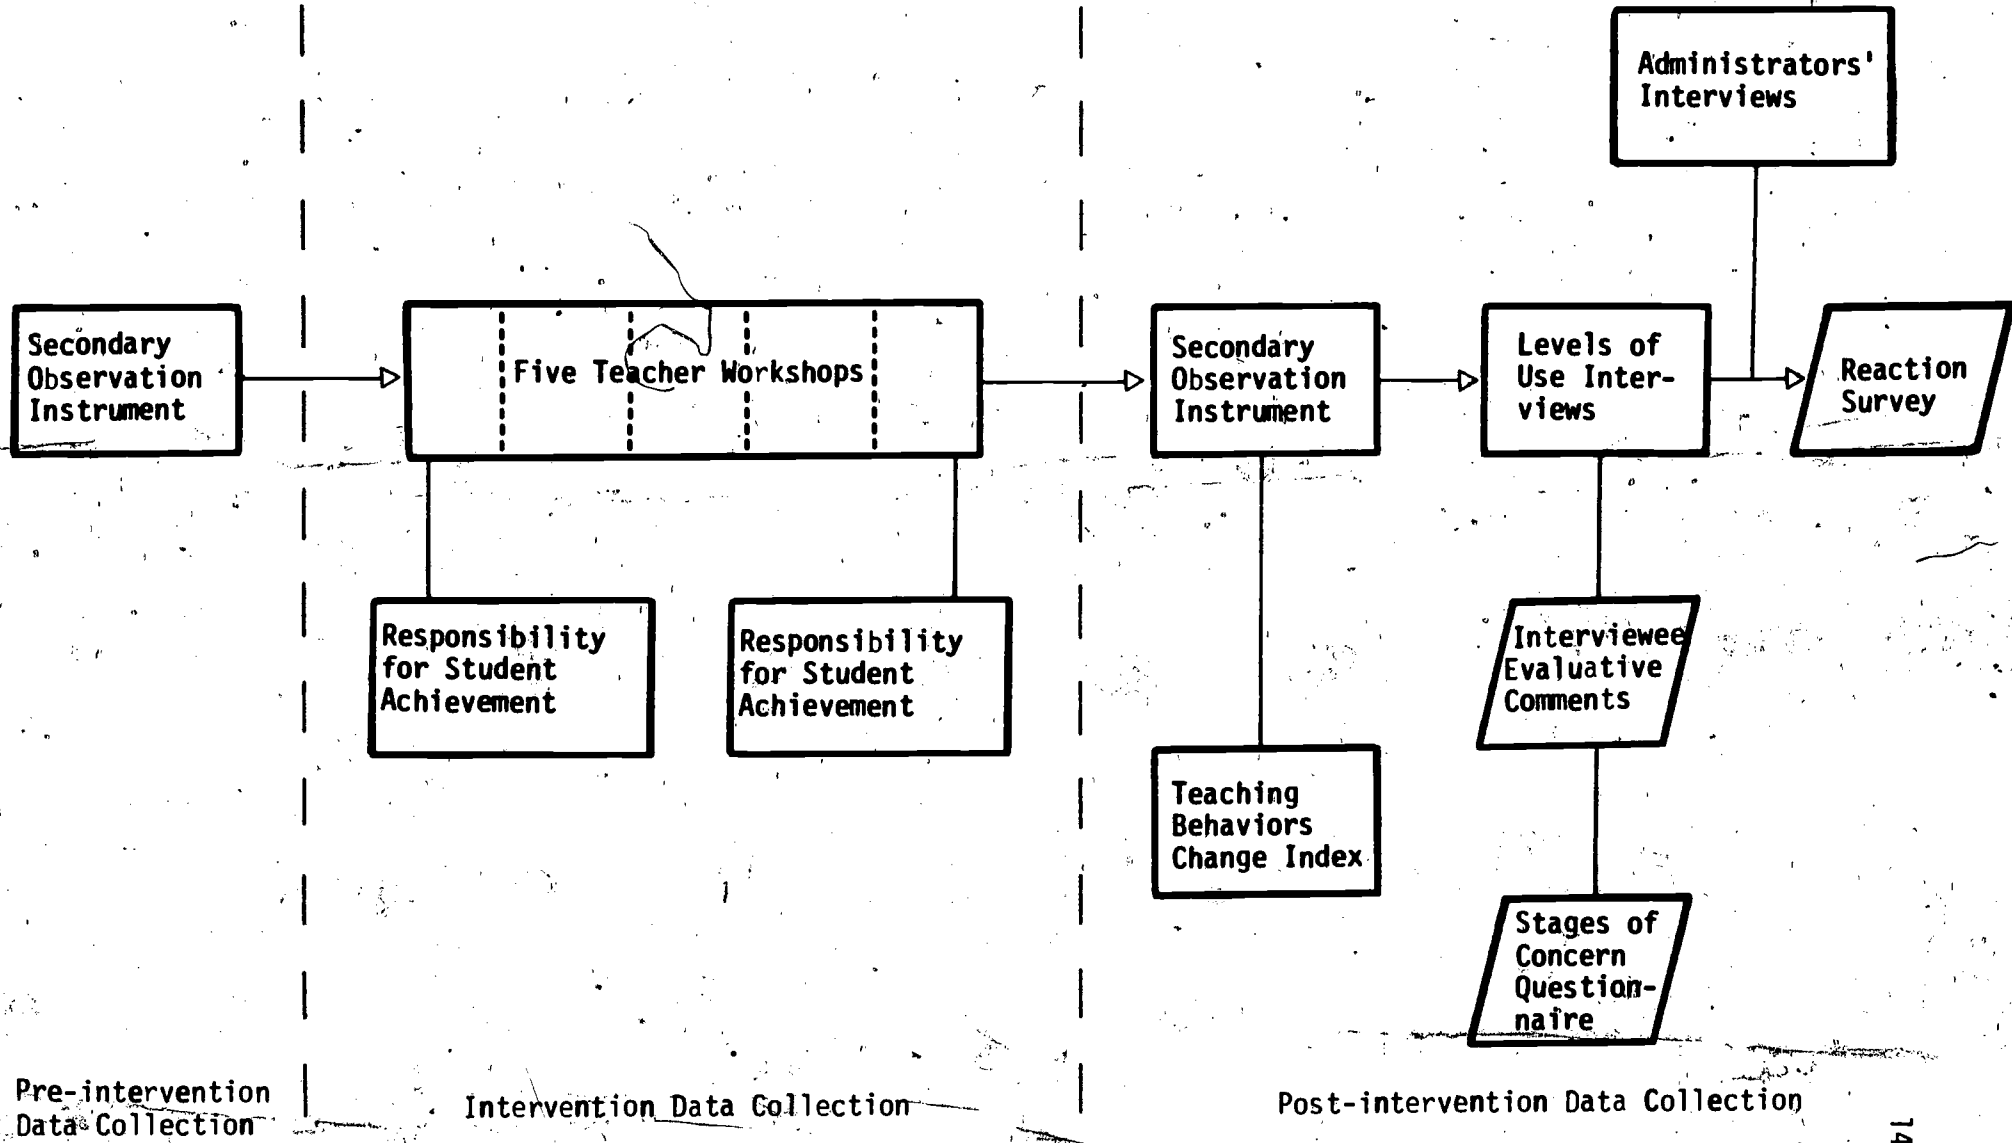 Administrators'
Interviews
Secondary
Observation
Instrument
Five Teacher Workshops
Secondary
Observation
Instrument
Levels of
Use Inter-
views
Reaction
Survey
Responsibility
for Student
Achievement
Responsibility
for Student
Achievement
Interviewee
Evaluative
Comments
Teaching
Behaviors
Change Index
Stages of
Concern
Question-
naire
Pre-intervention
Data Collection
Intervention Data Collection
Post-intervention Data Collection
14